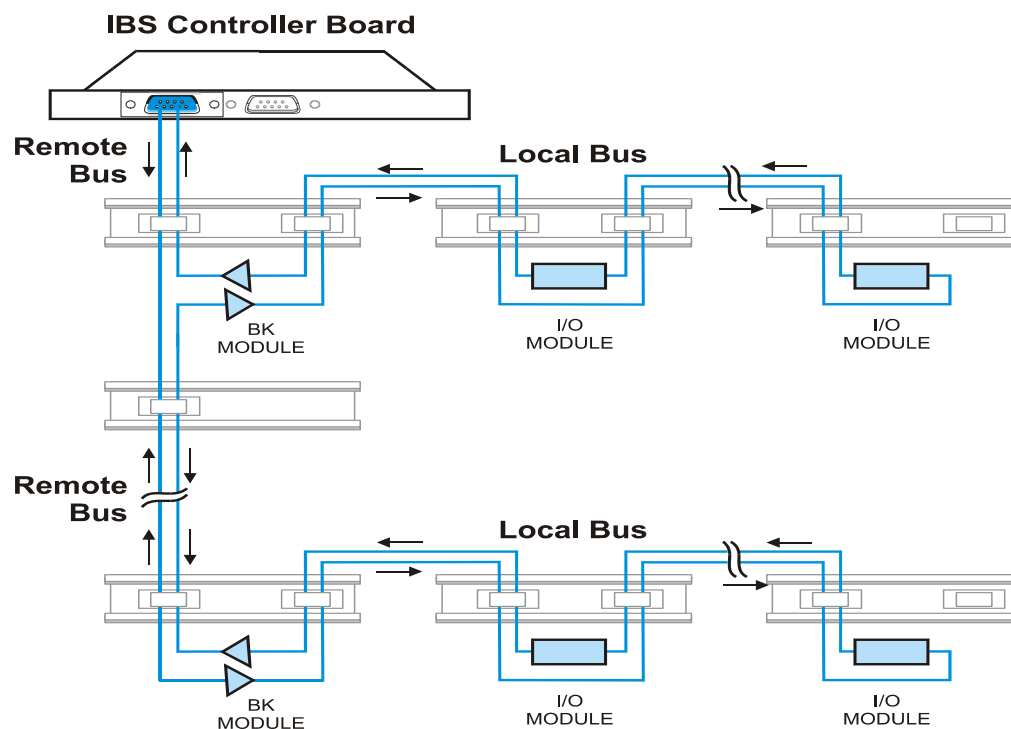 IBS Controller Board
Remote
Bus
Local Bus
BK
MODULE
I/O
MODULE
I/O
MODULE
Remote
Bus
Local Bus
BK
MODULE
I/O
MODULE
I/O
MODULE